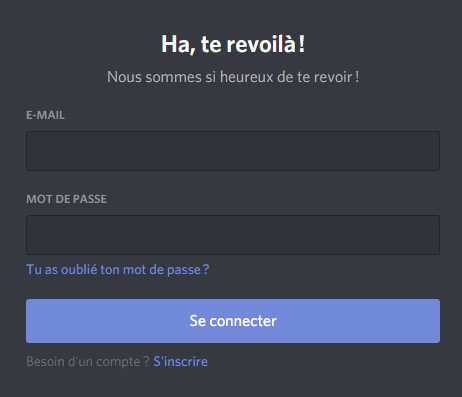 Ha, te revoilà !
Nous sommes si heureux de te revoir !
E-MAIL
MOT DE PASSE
Tu as oublié ton mot de passe ?
Se connecter
Besoin d'un compte ? S'inscrire